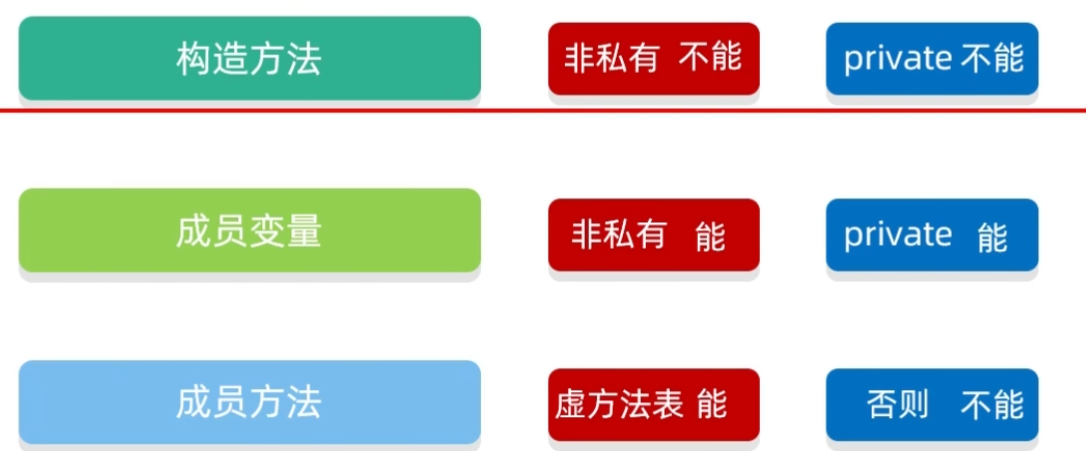 构造方法 非私有 不能 private 不能
成员变量 非私有 能 private 能
成员方法 虚方法表 能 否则 不能